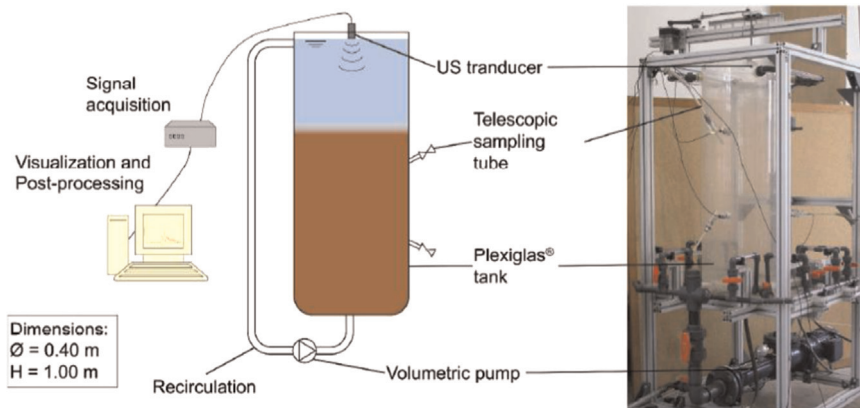 Signal
acquisition
Visualization and
Post-processing
Dimensions:
Ø = 0.40 m
H = 1.00 m
Recirculation
US tranducer
Telescopic
sampling
tube
Plexiglas®
tank
Volumetric pump